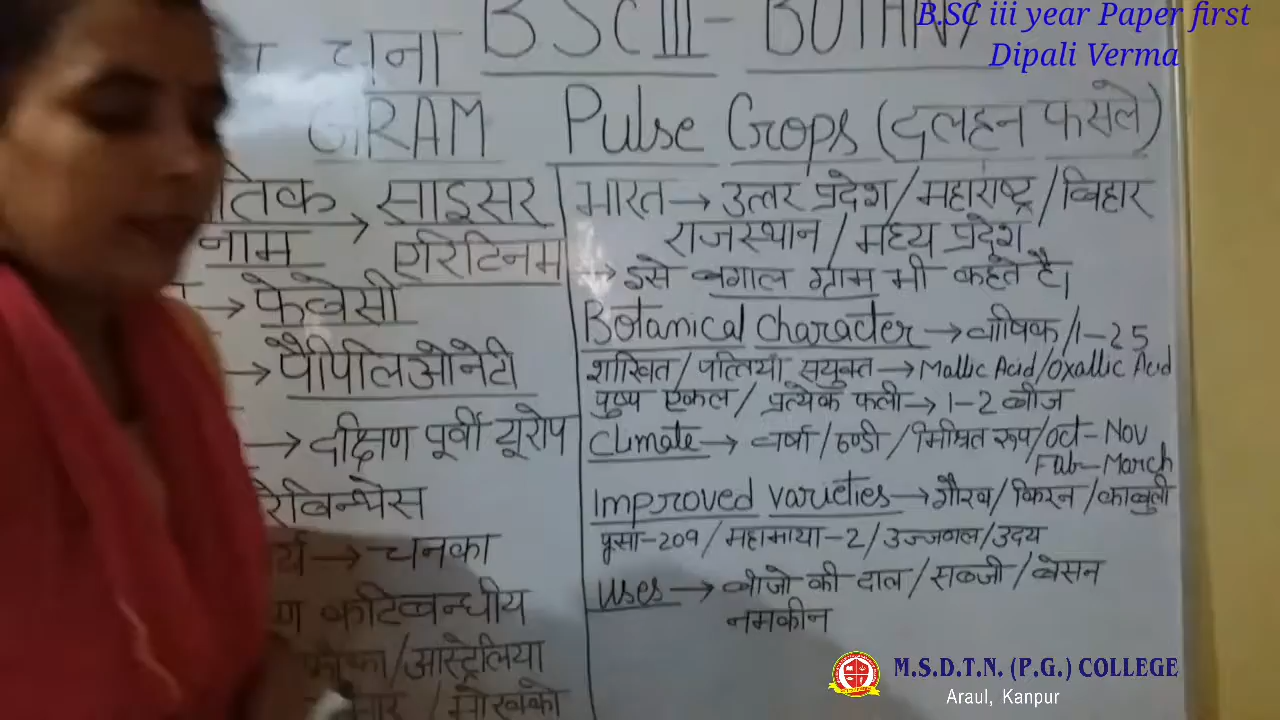 B.SC iii year Paper first
Dipali Verma
BSC III - BOTANY
चना
GRAM Pulse Crops (दलहन फसले)
साइसर
नाम → एरिटिनम
→ फेबेसी
→ पैपीलिओनेटी
→ दक्षिण पूर्वी यूरोप
→ चनका
कटिबन्धीय
/आस्ट्रेलिया
भारत → उत्तर प्रदेश/महाराष्ट्र/बिहार
राजस्थान/मध्य प्रदेश
→ इसे बगाल ग्राम भी कहते है।
Botanical Character → वार्षिक/1-25
शाखित/पत्तियाँ सयुक्त → Mallic Acid/Oxallic Acid
पुष्प एकल/प्रत्येक फली → 1-2 बीज
Climate → वर्षा/ठण्डी/मिश्रित रूप/Oct-Nov
Fab-March
Improved varieties → गौरव/किरन/काबुली
पूसा-209/महामाया-2/उज्जवल/उदय
Uses → बीजो की दाल/सब्जी/बेसन
नमकीन
M.S.D.T.N. (P.G.) COLLEGE
Araul, Kanpur